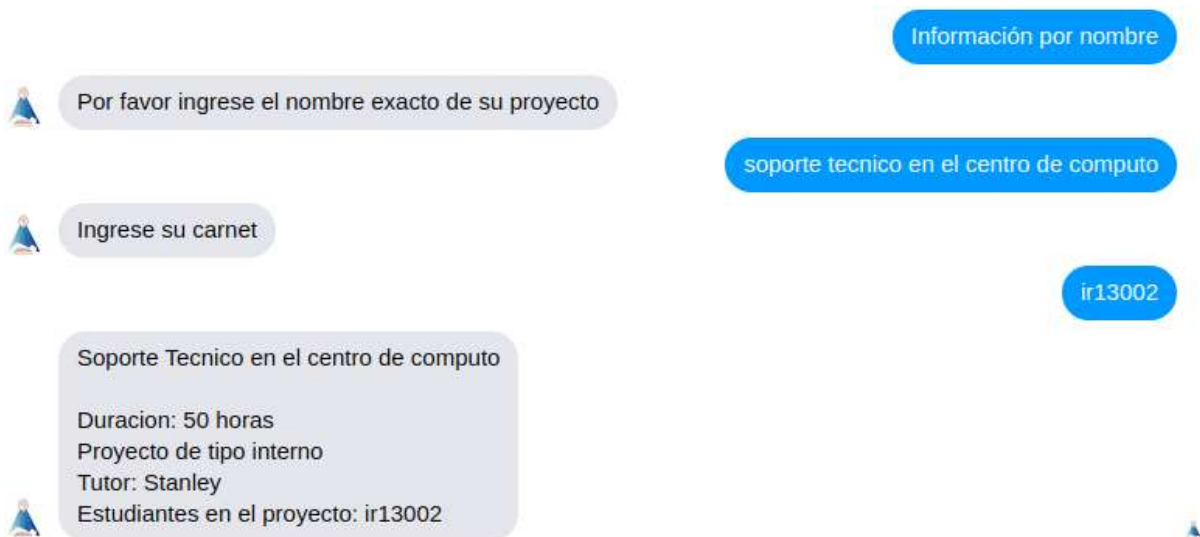 Información por nombre
Por favor ingrese el nombre exacto de su proyecto
soporte tecnico en el centro de computo
Ingrese su carnet
ir13002
Soporte Tecnico en el centro de computo
Duracion: 50 horas
Proyecto de tipo interno
Tutor: Stanley
Estudiantes en el proyecto: ir13002